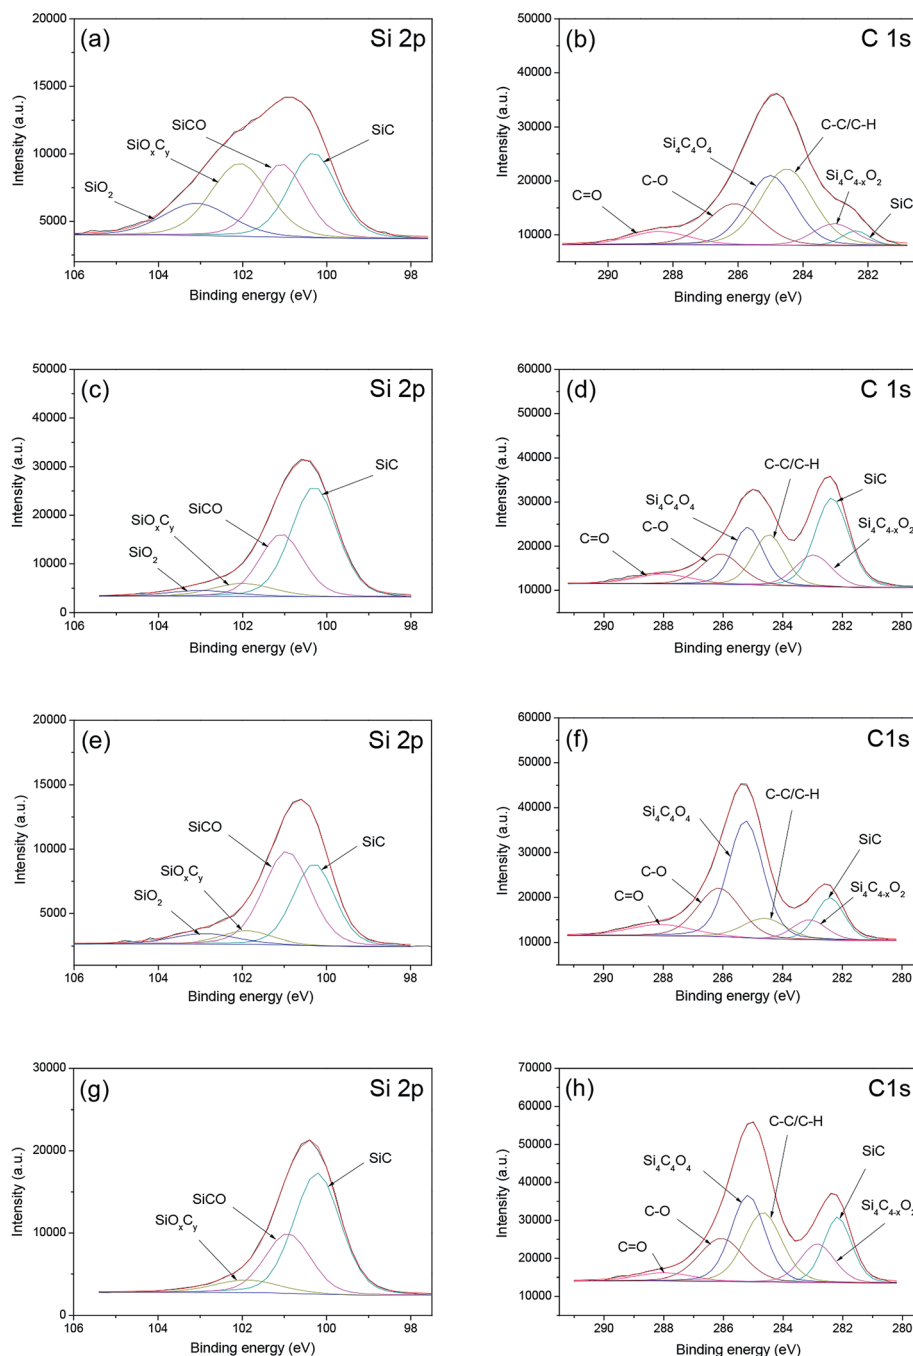 (a)
Si 2p
20000
15000
10000
5000
Intensity (a.u.)
SiO2
SiOxCy
SiCO
SiC
106 104 102 100
Binding energy (eV)
(b)
C 1s
50000
40000
30000
20000
10000
Intensity (a.u.)
C=O
C-O
Si4C4O4
C-C/C-H
Si4C4-xO2
SiC
290 288 286 284 282
Binding energy (eV)
(c)
Si 2p
50000
40000
30000
20000
10000
0
Intensity (a.u.)
SiO2
SiOxCy
SiCO
SiC
106 104 102 100 98
Binding energy (eV)
(d)
C 1s
60000
50000
40000
30000
20000
10000
Intensity (a.u.)
C=O
C-O
Si4C4O4
C-C/C-H
SiC
Si4C4-xO2
290 288 286 284 282 280
Binding energy (eV)
(e)
Si 2p
20000
15000
10000
5000
Intensity (a.u.)
SiO2
SiOxCy
SiCO
SiC
106 104 102 100 98
Binding energy (eV)
(f)
C1s
60000
50000
40000
30000
20000
10000
Intensity (a.u.)
C=O
C-O
Si4C4O4
C-C/C-H
SiC
Si4C4-xO2
290 288 286 284 282 280
Binding energy (eV)
(g)
Si 2p
30000
20000
10000
0
Intensity (a.u.)
SiOxCy
SiCO
SiC
106 104 102 100 98
Binding energy (eV)
(h)
C1s
70000
60000
50000
40000
30000
20000
10000
Intensity (a.u.)
C=O
C-O
Si4C4O4
C-C/C-H
SiC
Si4C4-xO2
290 288 286 284 282 280
Binding energy (eV)